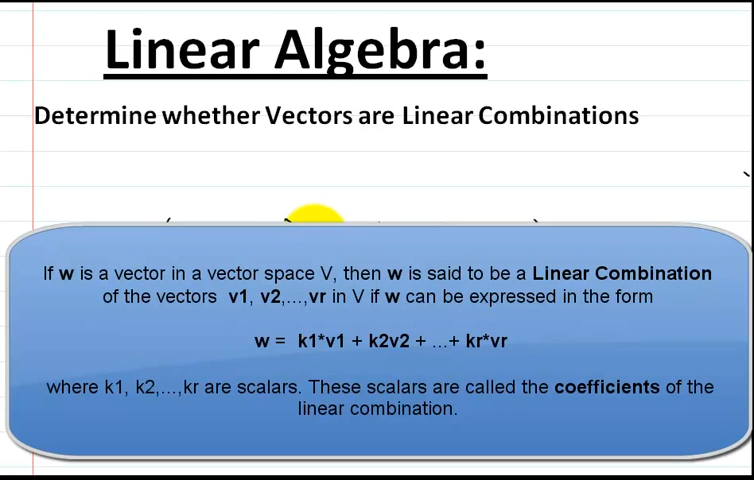 Linear Algebra:
Determine whether Vectors are Linear Combinations
If w is a vector in a vector space V, then w is said to be a Linear Combination
of the vectors v1, v2,...,vr in V if w can be expressed in the form
w = k1*v1 + k2v2 + ...+ kr*vr
where k1, k2,...,kr are scalars. These scalars are called the coefficients of the
linear combination.